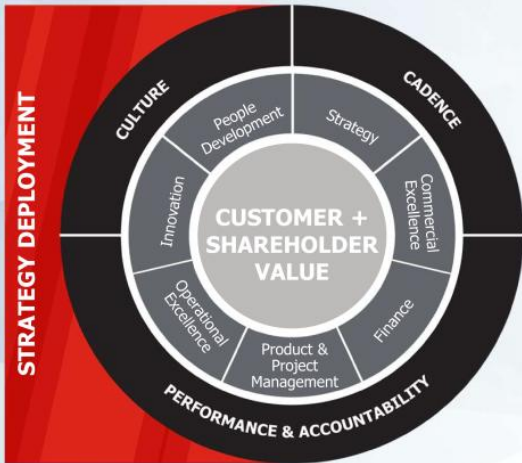 STRATEGY DEPLOYMENT
CULTURE
CADENCE
People
Development
Strategy
Innovation
Commercial
Excellence
CUSTOMER +
SHAREHOLDER
VALUE
Operational
Excellence
Finance
Product &
Project
Management
PERFORMANCE & ACCOUNTABILITY